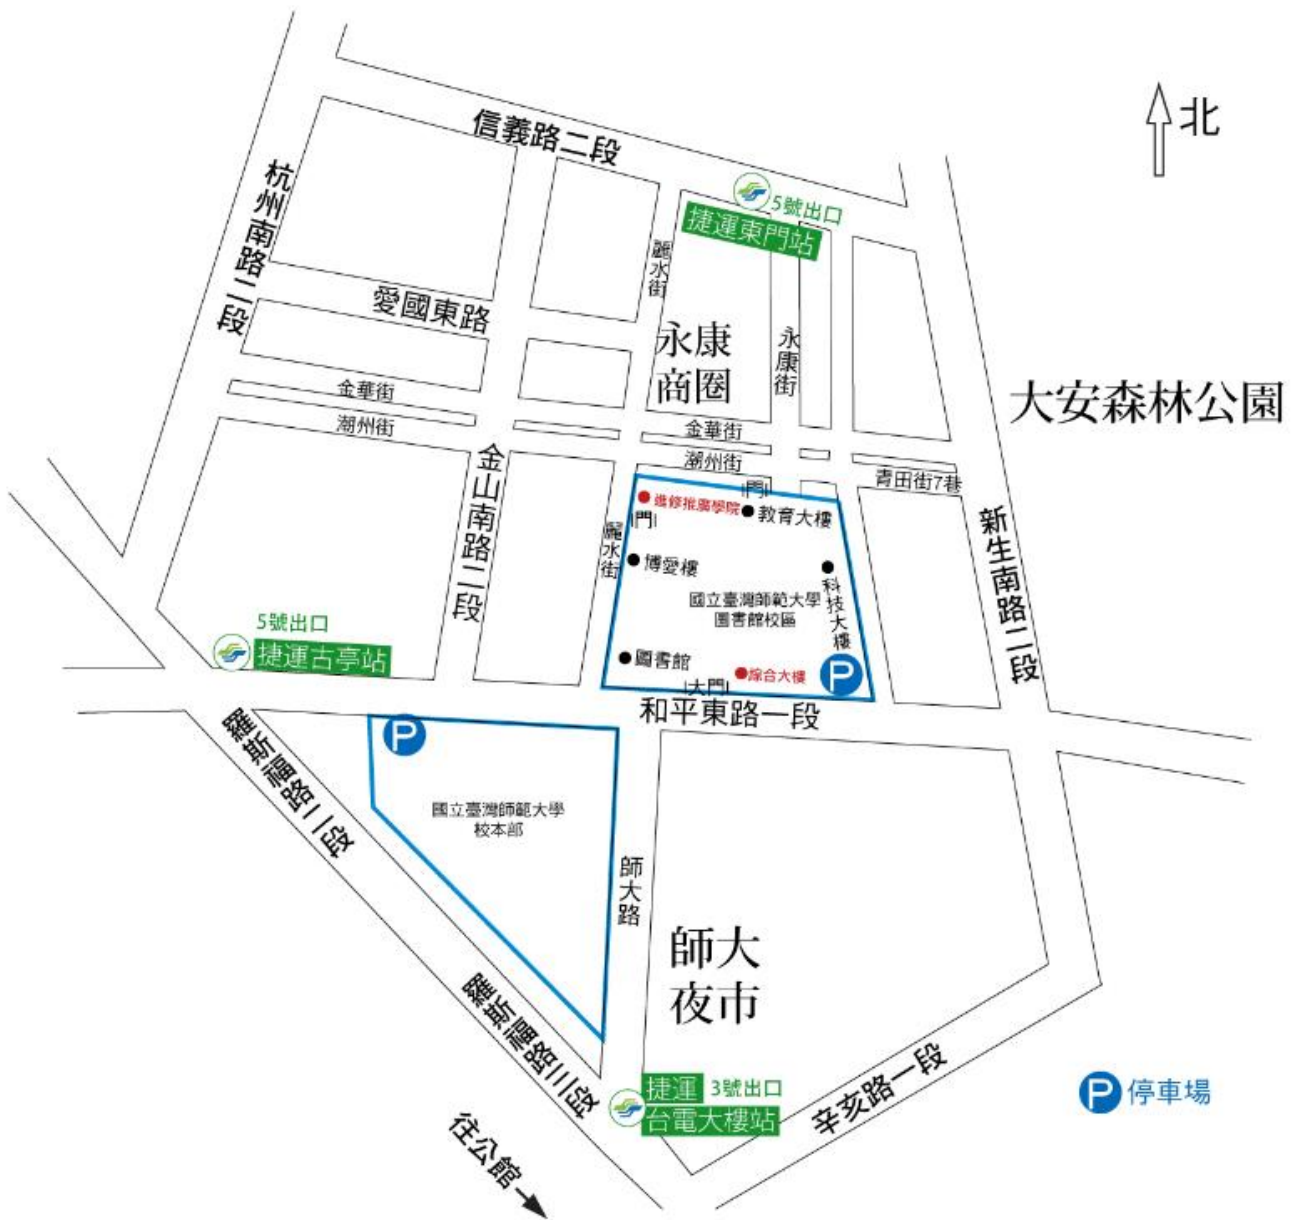 北
信義路二段
杭州南路二段
5號出口
捷運東門站
麗水街
愛國東路
永康
商圈
永康街
大安森林公園
金華街
潮州街
金華街
潮州街
青田街7巷
金山南路二段
進修推廣學院
門
門
教育大樓
麗水街
博愛樓
科技大樓
國立臺灣師範大學
圖書館校區
新生南路二段
圖書館
綜合大樓
P
大門
5號出口
捷運古亭站
和平東路一段
羅斯福路二段
P
國立臺灣師範大學
校本部
師大路
師大
夜市
羅斯福路三段
捷運 3號出口
台電大樓站
辛亥路一段
P 停車場
往公館